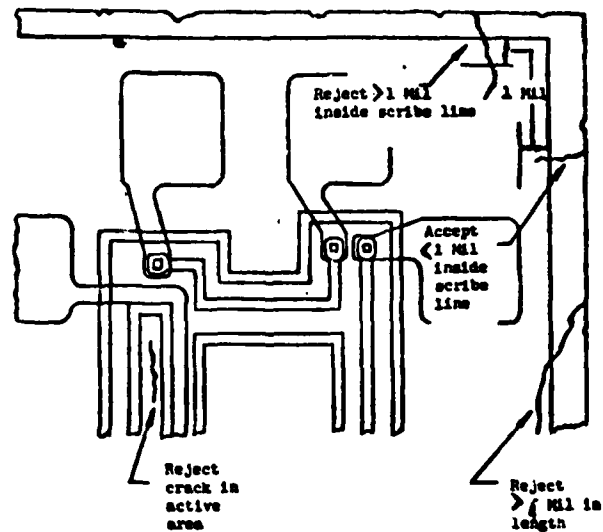 Reject >1 Mil
inside scribe line
1 Mil
Accept
<1 Mil
inside
scribe
line
Reject
crack in
active
area
Reject
> Mil in
length